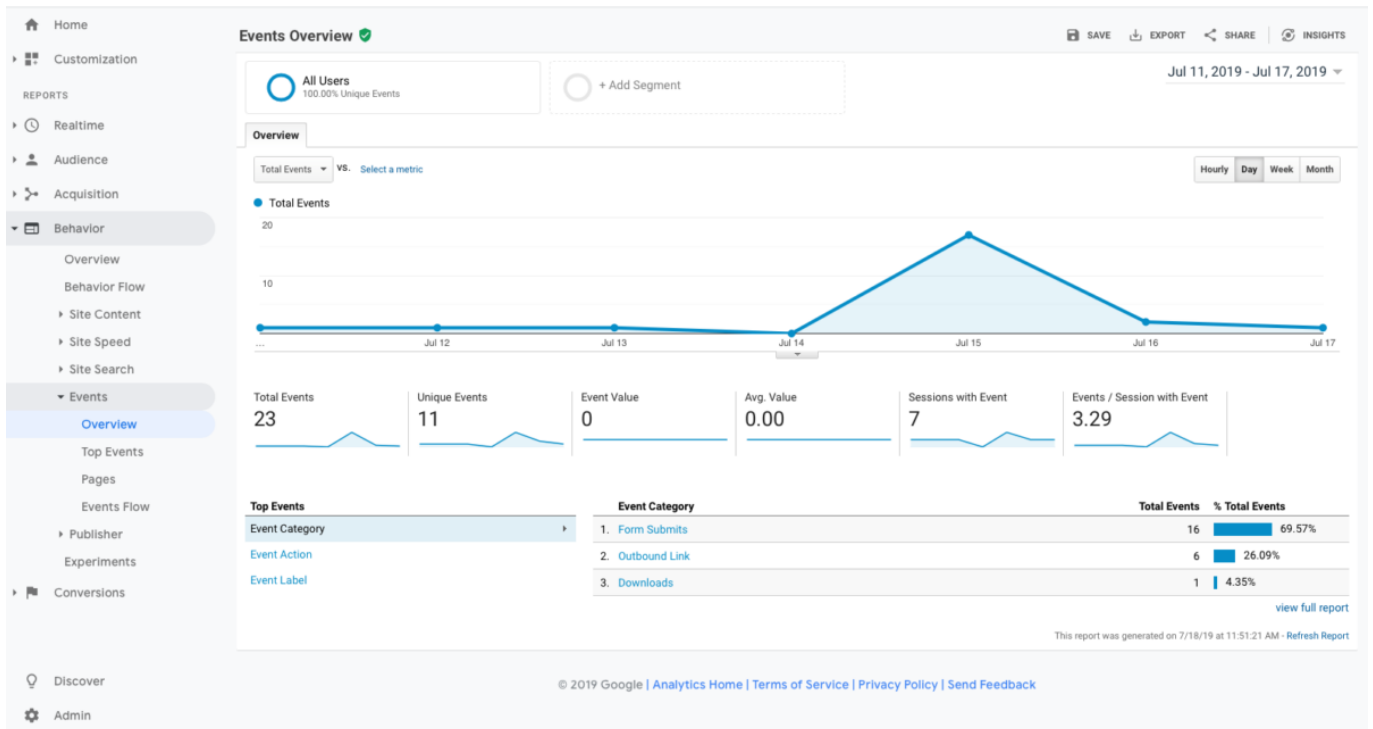 Home
Customization
REPORTS
Realtime
Audience
Acquisition
Behavior
Overview
Behavior Flow
Site Content
Site Speed
Site Search
Events
Overview
Top Events
Pages
Events Flow
Publisher
Experiments
Conversions
Discover
Admin
Events Overview
SAVE EXPORT SHARE INSIGHTS
All Users
100.00% Unique Events
+ Add Segment
Jul 11, 2019 - Jul 17, 2019
Overview
Total Events VS. Select a metric
Hourly Day Week Month
Total Events
20
10
... Jul 12 Jul 13 Jul 14 Jul 15 Jul 16 Jul 17
Total Events Unique Events Event Value Avg. Value Sessions with Event Events / Session with Event
23 11 0 0.00 7 3.29
Top Events
Event Category
Event Action
Event Label
Event Category Total Events % Total Events
1. Form Submits 16 69.57%
2. Outbound Link 6 26.09%
3. Downloads 1 4.35%
view full report
This report was generated on 7/18/19 at 11:51:21 AM - Refresh Report
© 2019 Google | Analytics Home | Terms of Service | Privacy Policy | Send Feedback